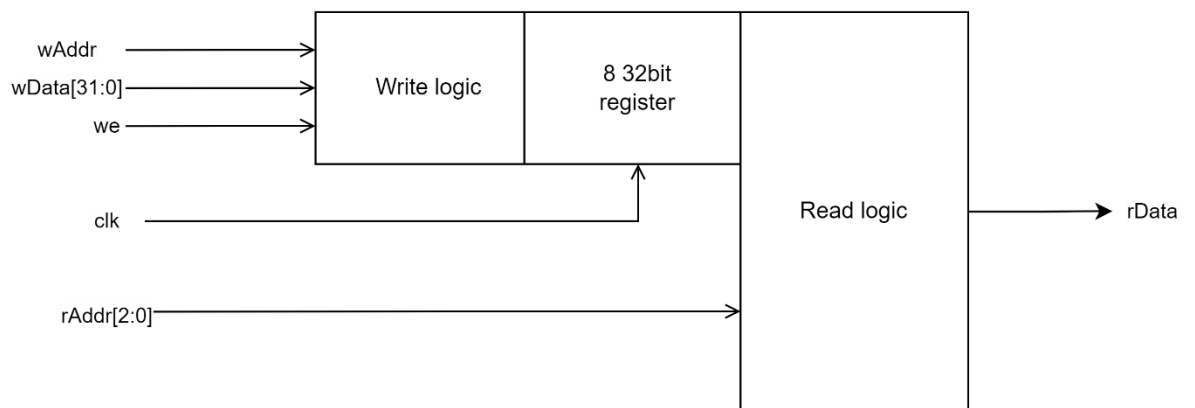 wAddr
wData[31:0]
we
Write logic
8 32bit
register
clk
Read logic
rData
rAddr[2:0]